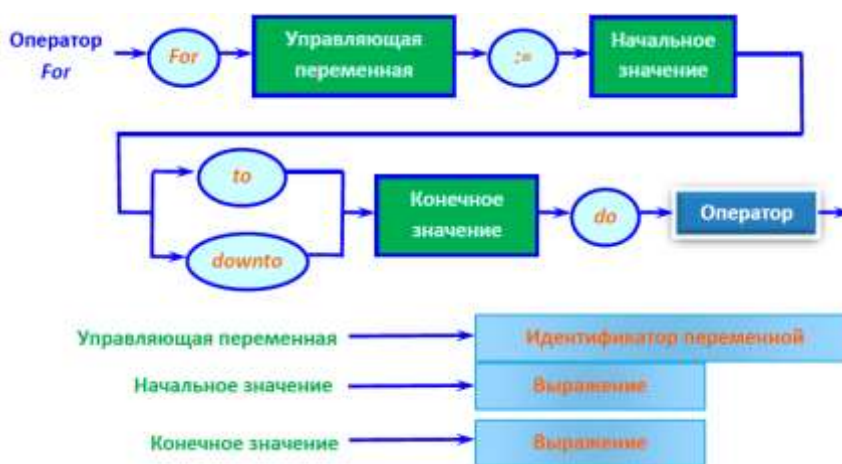 Оператор
For
For
Управляющая
переменная
:=
Начальное
значение
to
downto
Конечное
значение
do
Оператор
Управляющая переменная
Идентификатор переменной
Начальное значение
Выражение
Конечное значение
Выражение